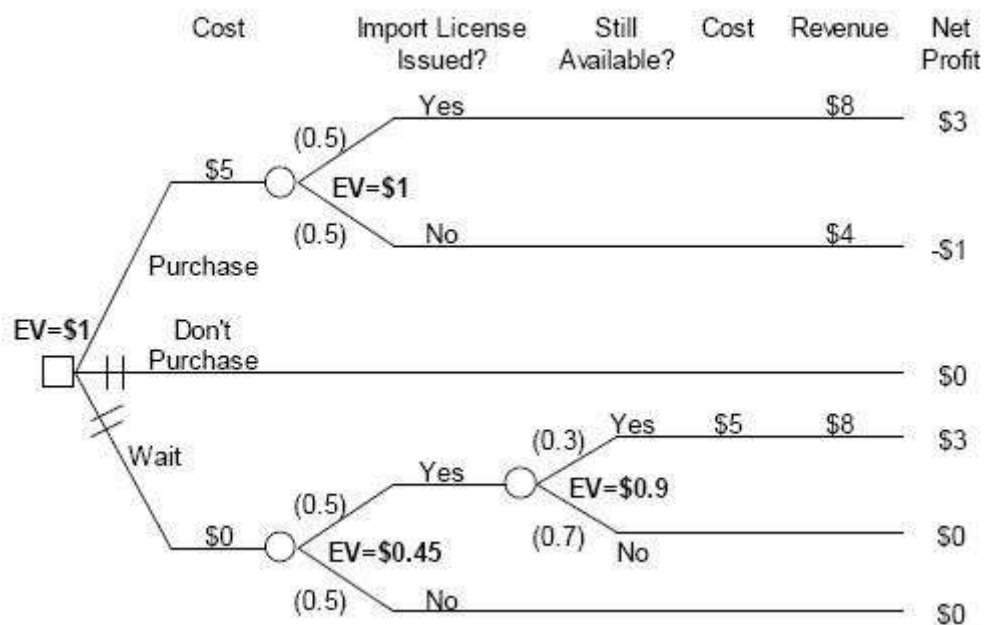 Cost Import License Still Cost Revenue Net
Issued? Available? Profit
Yes $8 $3
(0.5)
$5 EV=$1
(0.5) No $4 -$1
Purchase
EV=$1 Don't
Purchase $0
(0.3) Yes $5 $8 $3
Wait Yes EV=$0.9
(0.5) (0.7) No $0
$0 EV=$0.45
(0.5) No $0